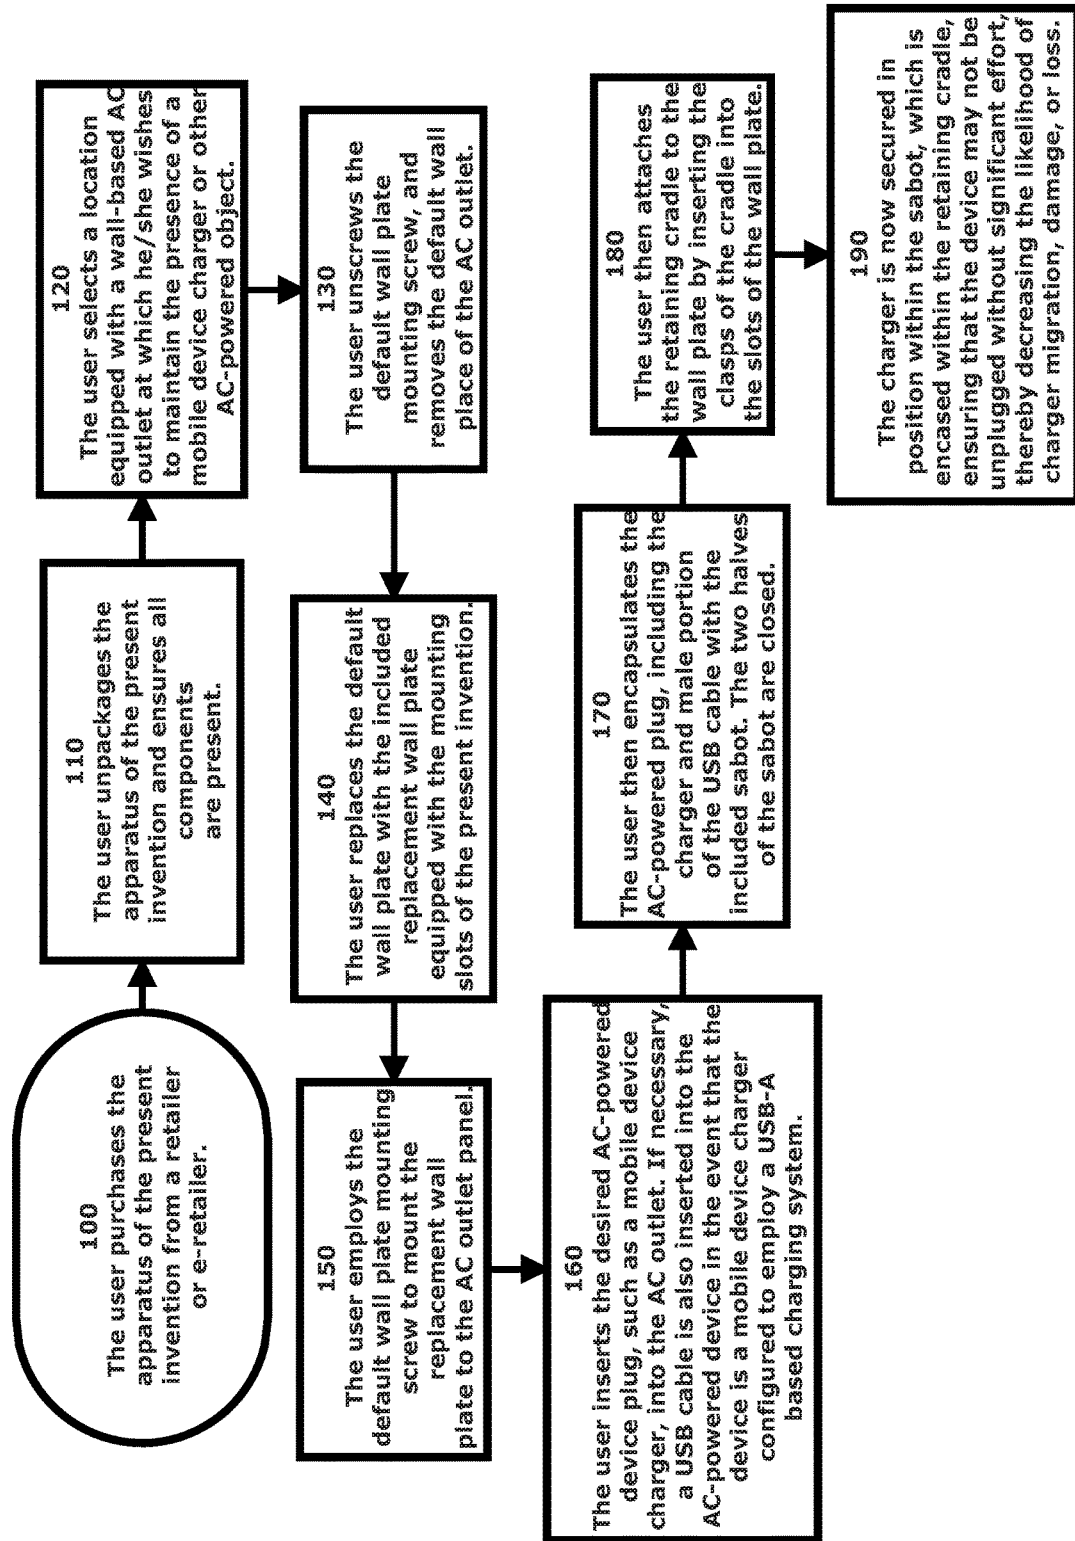 100
The user purchases the
apparatus of the present
invention from a retailer
or e-retailer.
110
The user unpackages the
apparatus of the present
invention and ensures all
components
are present.
120
The user selects a location
equipped with a wall-based AC
outlet at which he/she wishes
to maintain the presence of a
mobile device charger or other
AC-powered object.
130
The user unscrews the
default wall plate
mounting screw, and
removes the default wall
place of the AC outlet.
140
The user replaces the default
wall plate with the included
replacement wall plate
equipped with the mounting
slots of the present invention.
150
The user employs the
default wall plate mounting
screw to mount the
replacement wall
plate to the AC outlet panel.
160
The user inserts the desired AC-powered
device plug, such as a mobile device
charger, into the AC outlet. If necessary,
a USB cable is also inserted into the
AC-powered device in the event that the
device is a mobile device charger
configured to employ a USB-A
based charging system.
170
The user then encapsulates the
AC-powered plug, including the
charger and male portion
of the USB cable with the
included sabot. The two halves
of the sabot are closed.
180
The user then attaches
the retaining cradle to the
wall plate by inserting the
clasps of the cradle into
the slots of the wall plate.
190
The charger is now secured in
position within the sabot, which is
encased within the retaining cradle,
ensuring that the device may not be
unplugged without significant effort,
thereby decreasing the likelihood of
charger migration, damage, or loss.